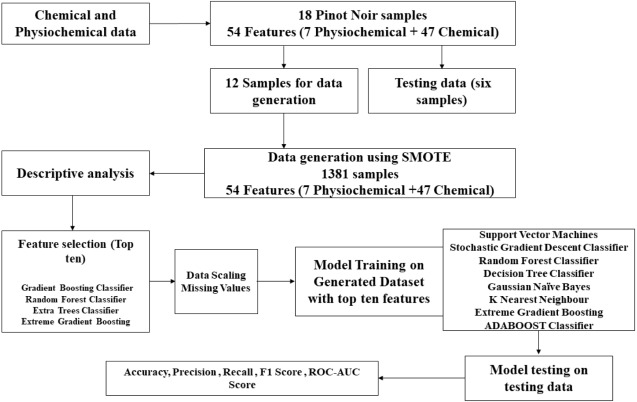 Chemical and
Physiochemical data
18 Pinot Noir samples
54 Features (7 Physiochemical + 47 Chemical)
12 Samples for data
generation
Testing data (six
samples)
Data generation using SMOTE
1381 samples
54 Features (7 Physiochemical +47 Chemical)
Descriptive analysis
Feature selection (Top
ten)
Gradient Boosting Classifier
Random Forest Classifier
Extra Trees Classifier
Extreme Gradient Boosting
Data Scaling
Missing Values
Model Training on
Generated Dataset
with top ten features
Support Vector Machines
Stochastic Gradient Descent Classifier
Random Forest Classifier
Decision Tree Classifier
Gaussian Naïve Bayes
K Nearest Neighbour
Extreme Gradient Boosting
ADABOOST Classifier
Model testing on
testing data
Accuracy, Precision , Recall , F1 Score , ROC-AUC
Score